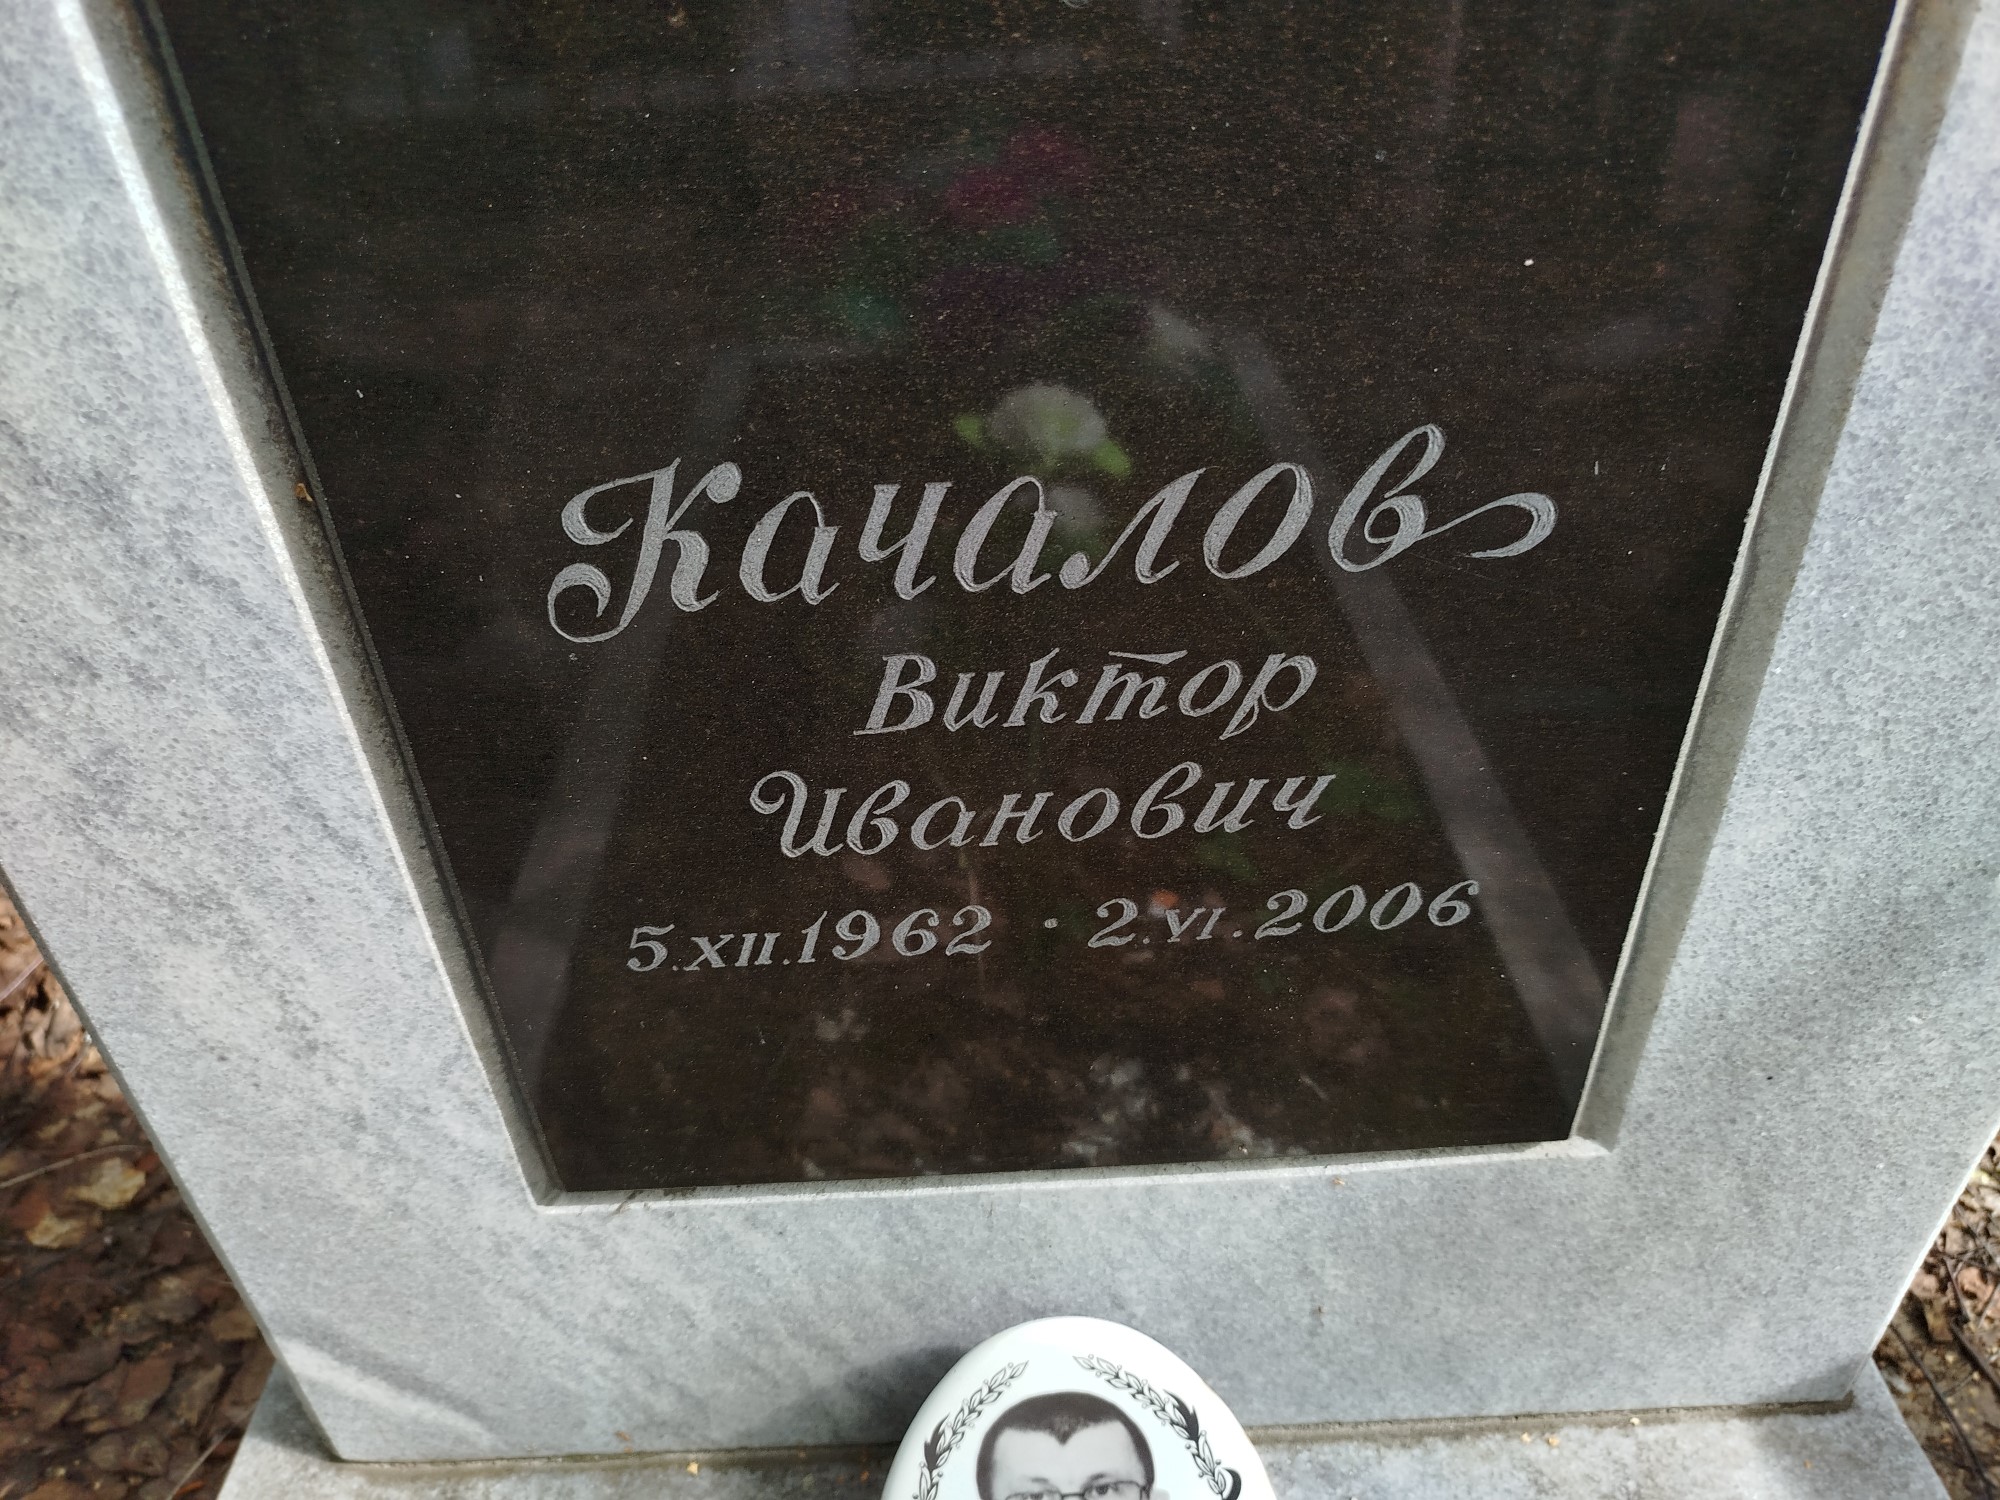 Качалов
Виктор
Иванович
5.XII.1962 · 2.VI.2006